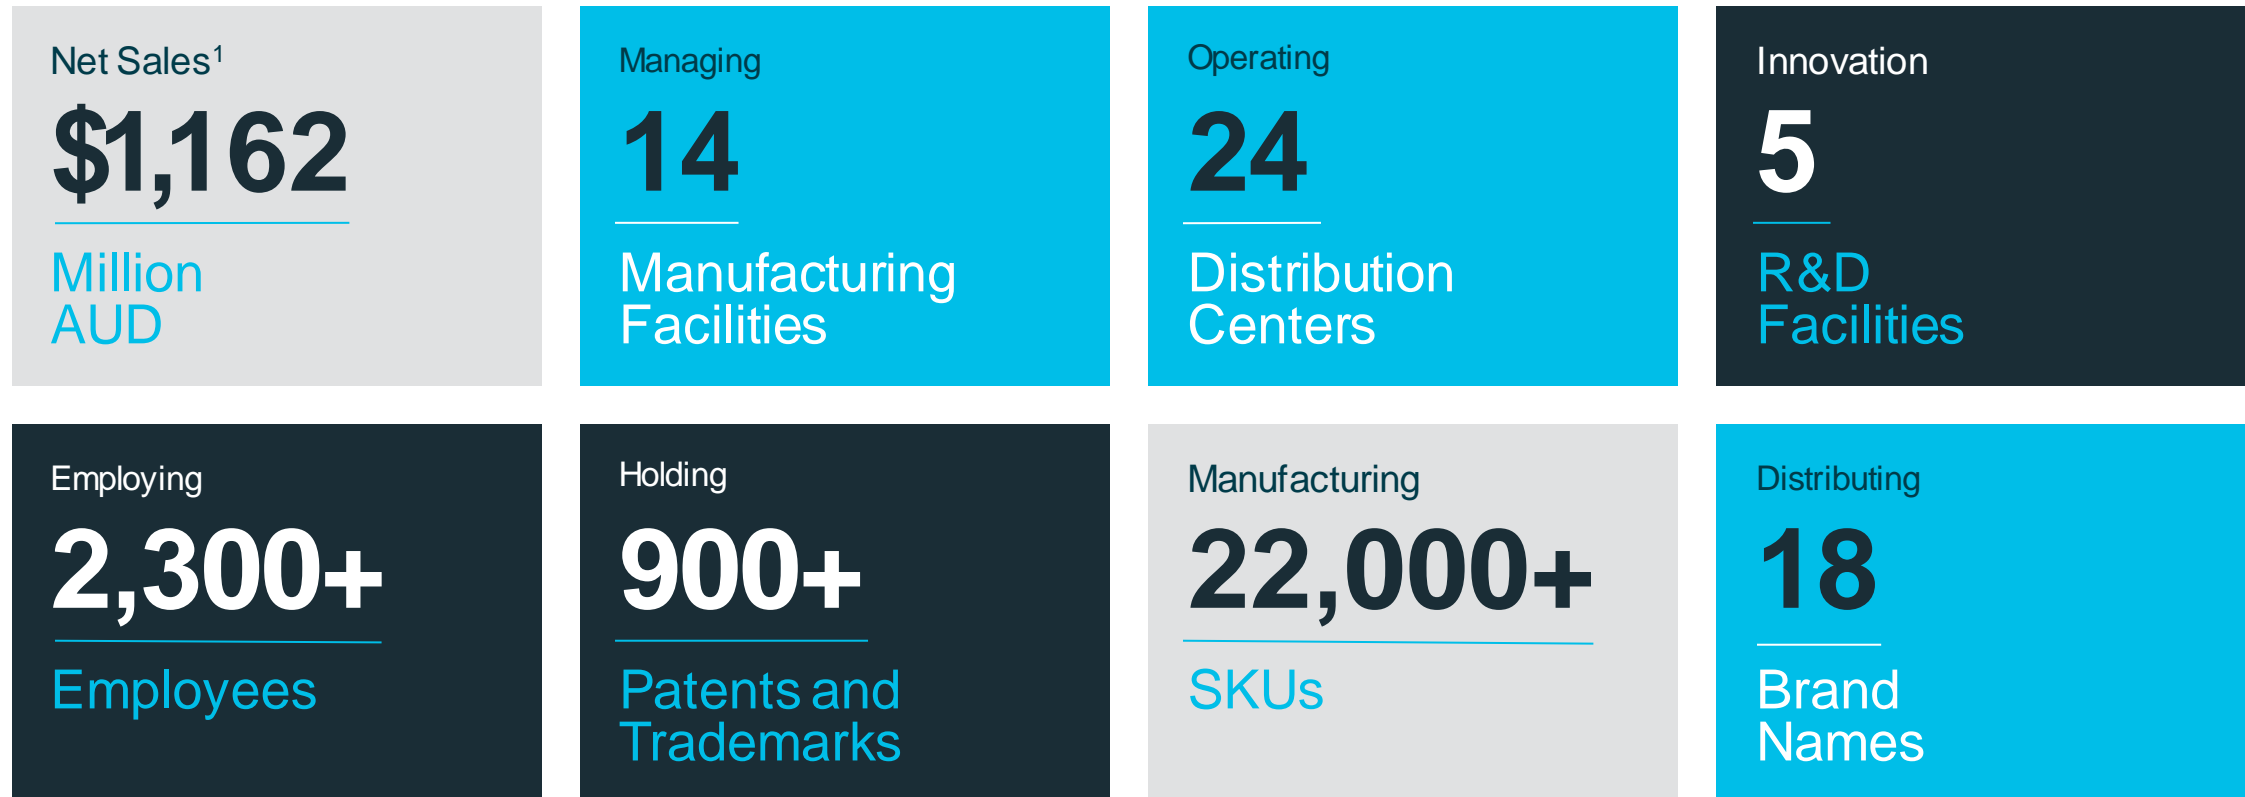 Net Sales¹
$1,162
Million
AUD
Managing
14
Manufacturing
Facilities
Operating
24
Distribution
Centers
Innovation
5
R&D
Facilities
Employing
2,300+
Employees
Holding
900+
Patents and
Trademarks
Manufacturing
22,000+
SKUs
Distributing
18
Brand
Names